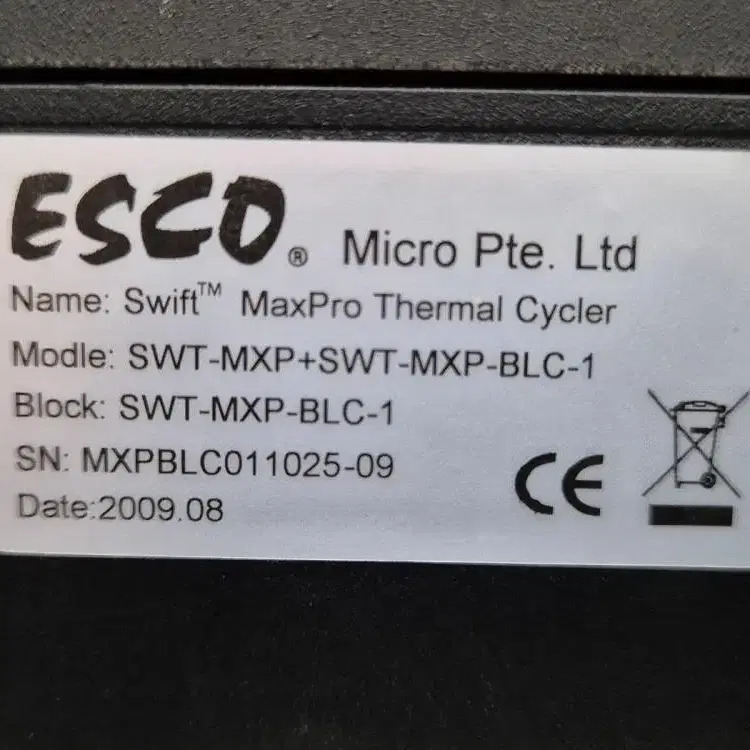 ESCO® Micro Pte. Ltd
Name: Swift™ MaxPro Thermal Cycler
Modle: SWT-MXP+SWT-MXP-BLC-1
Block: SWT-MXP-BLC-1
SN: MXPBLC011025-09
Date:2009.08
CE